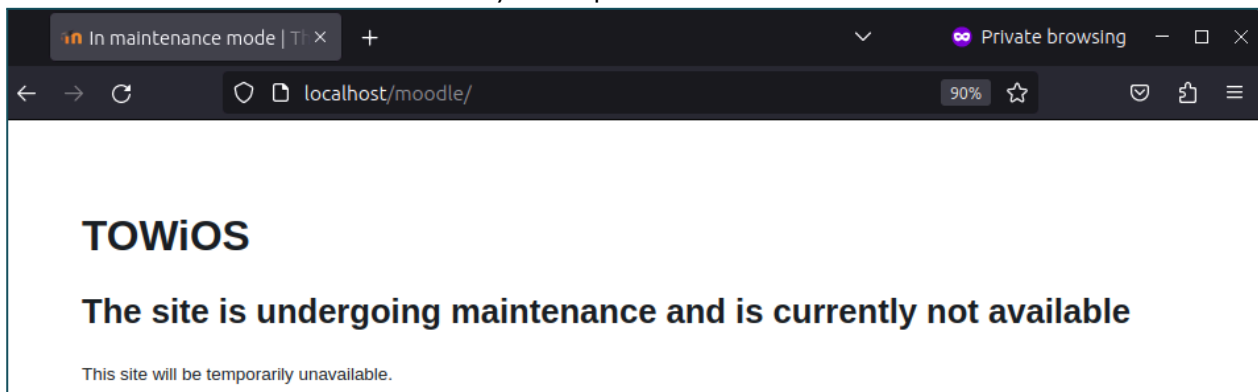 In maintenance mode | Th
Private browsing
localhost/moodle/
90%
TOWiOS
The site is undergoing maintenance and is currently not available
This site will be temporarily unavailable.